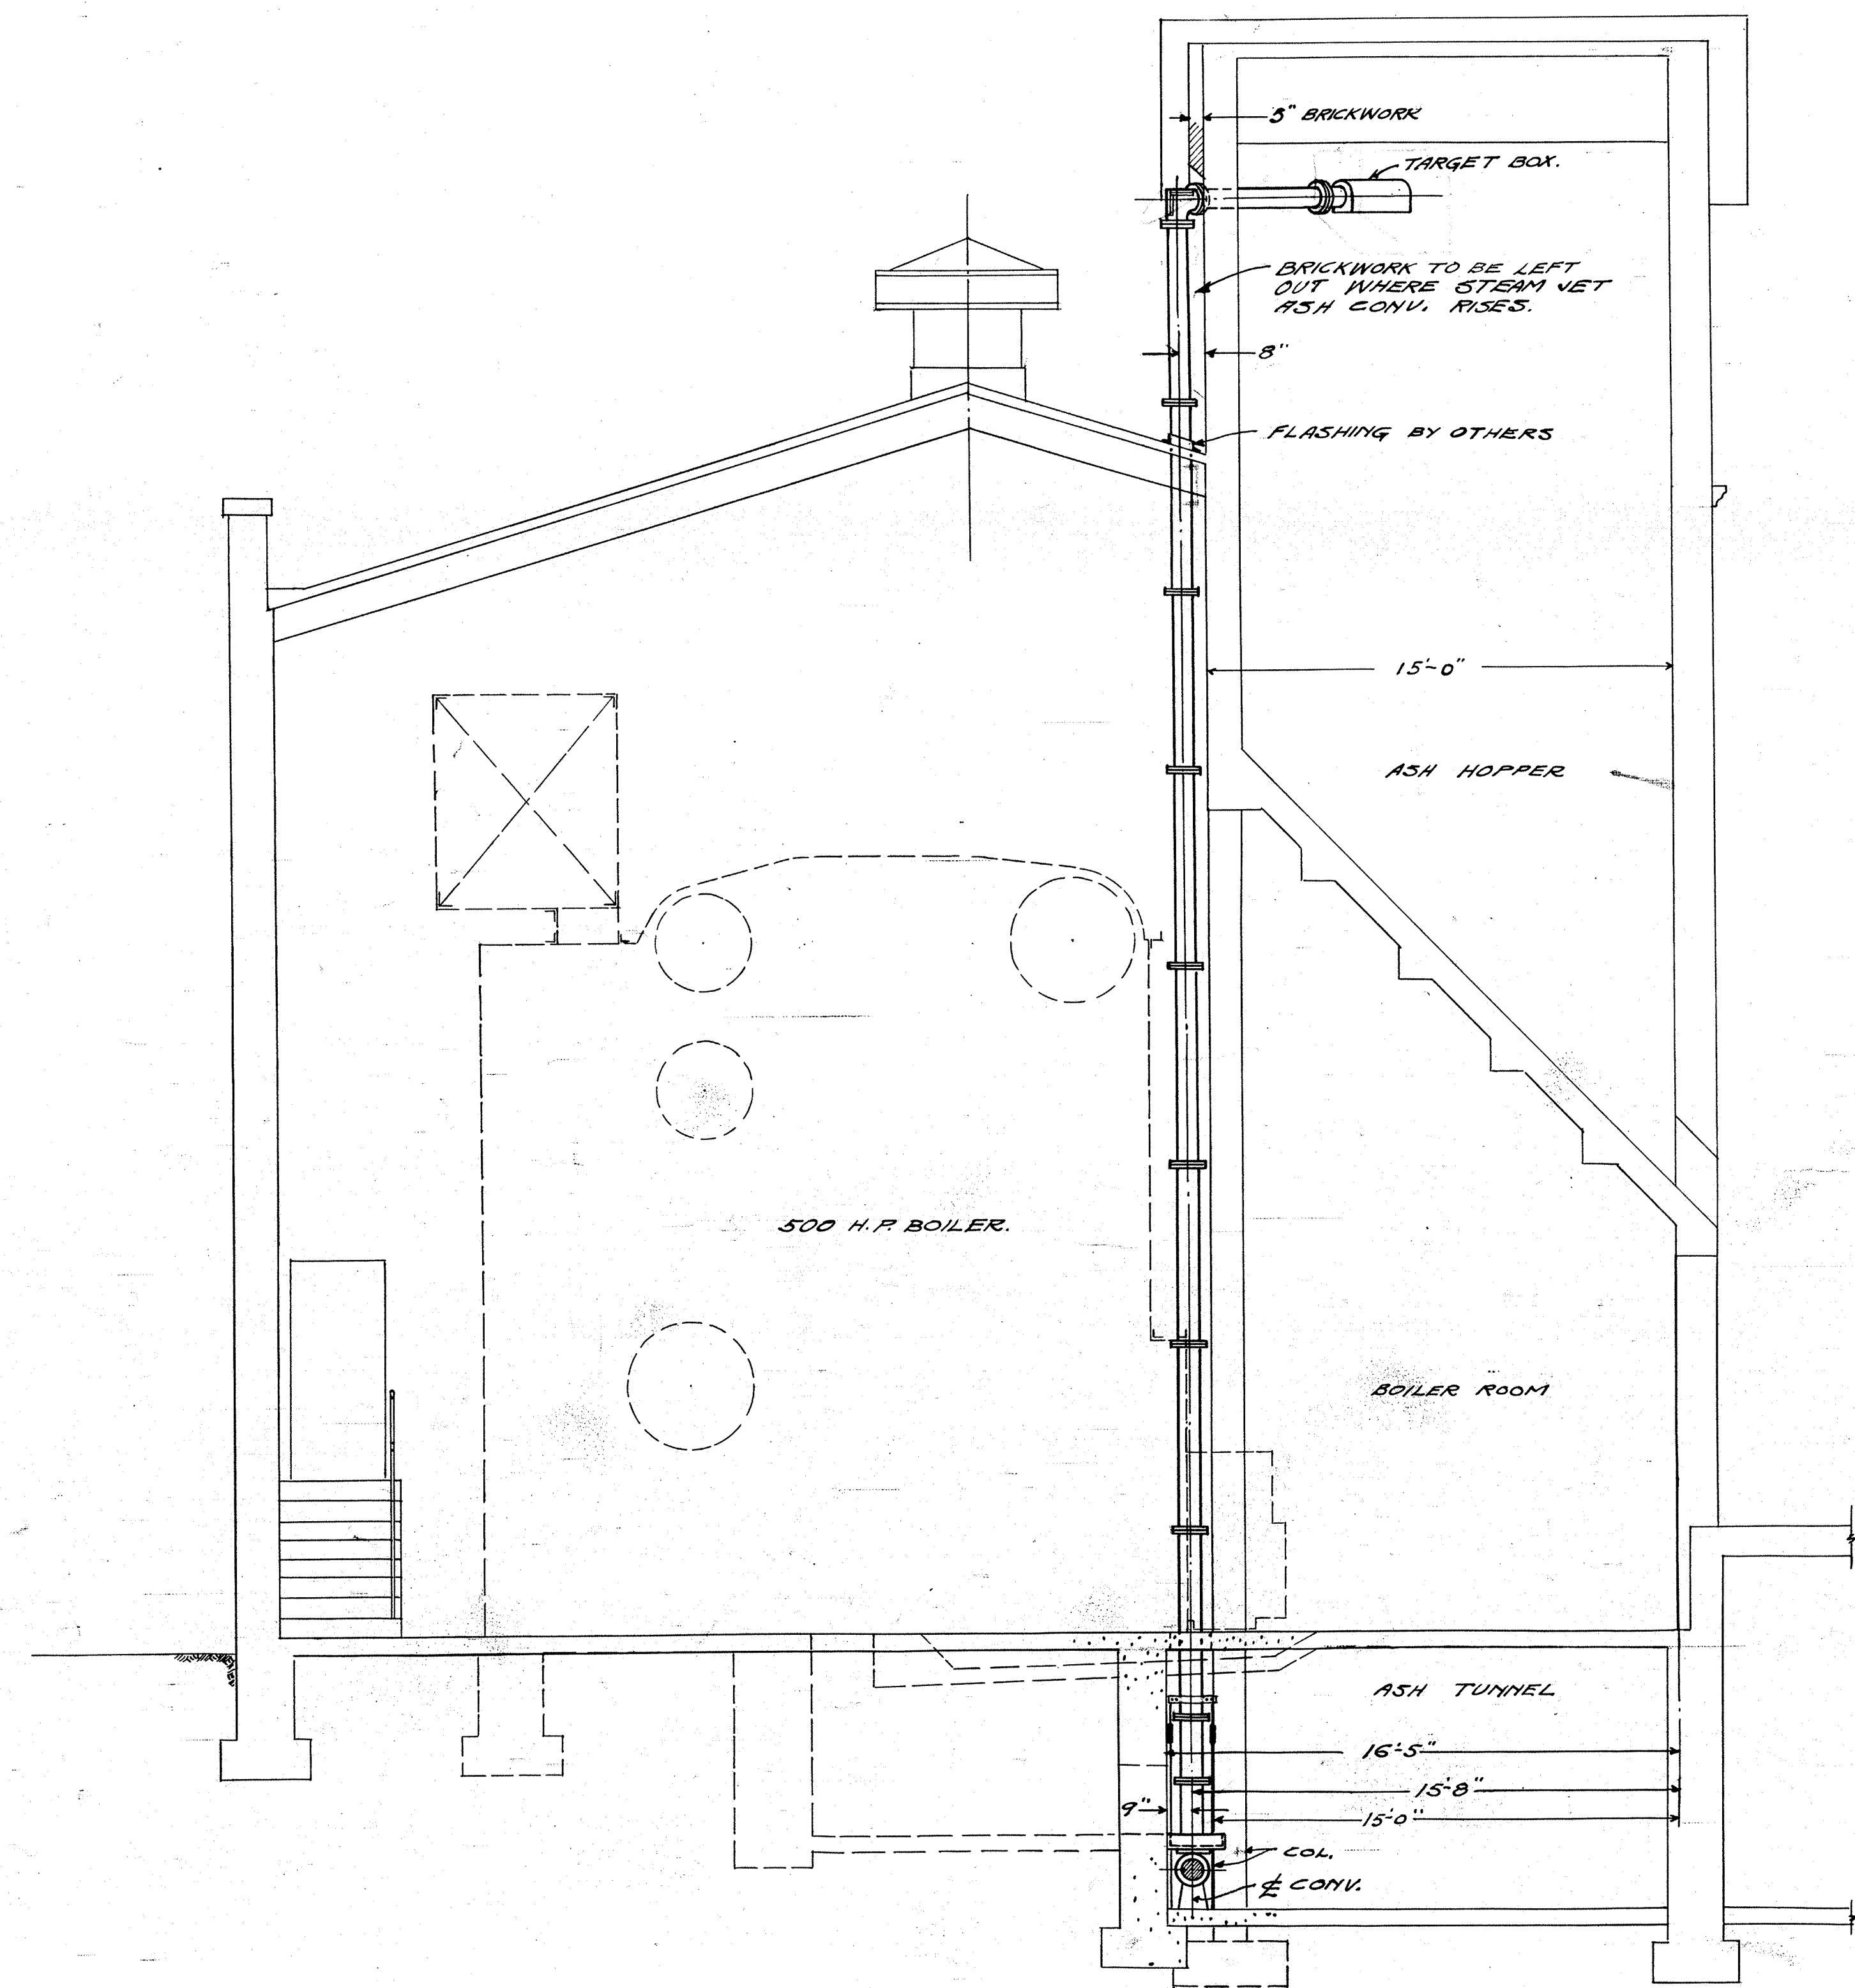 5" BRICKWORK
TARGET BOX.
BRICKWORK TO BE LEFT
OUT WHERE STEAM JET
ASH CONV. RISES.
8"
FLASHING BY OTHERS
15'-0"
ASH HOPPER
500 H.P. BOILER.
BOILER ROOM
ASH TUNNEL
16'-5"
15'-8"
9"
15'-0"
COL.
℄ CONV.